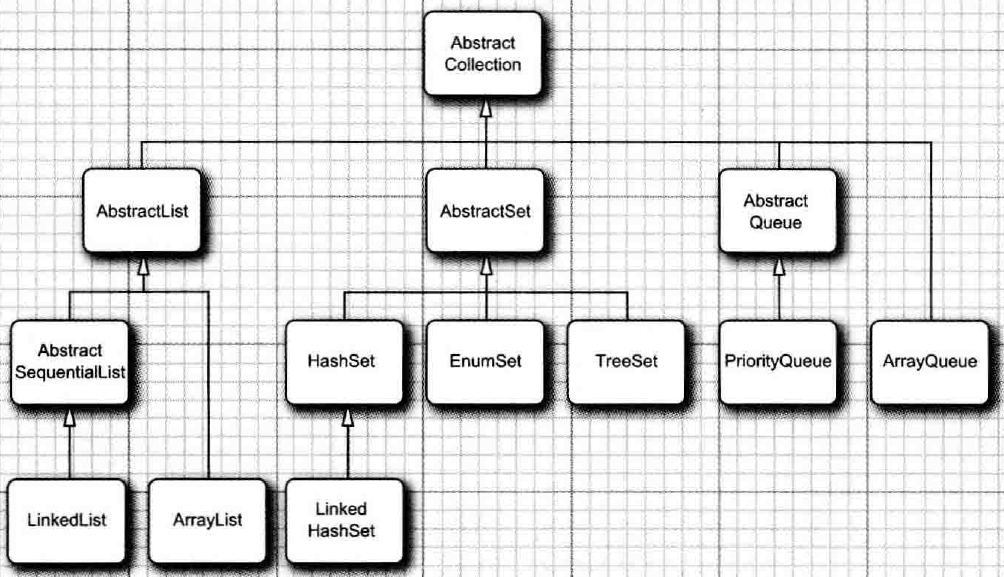 Abstract
Collection
AbstractList
AbstractSet
Abstract
Queue
Abstract
SequentialList
HashSet
EnumSet
TreeSet
PriorityQueue
ArrayQueue
LinkedList
ArrayList
Linked
HashSet